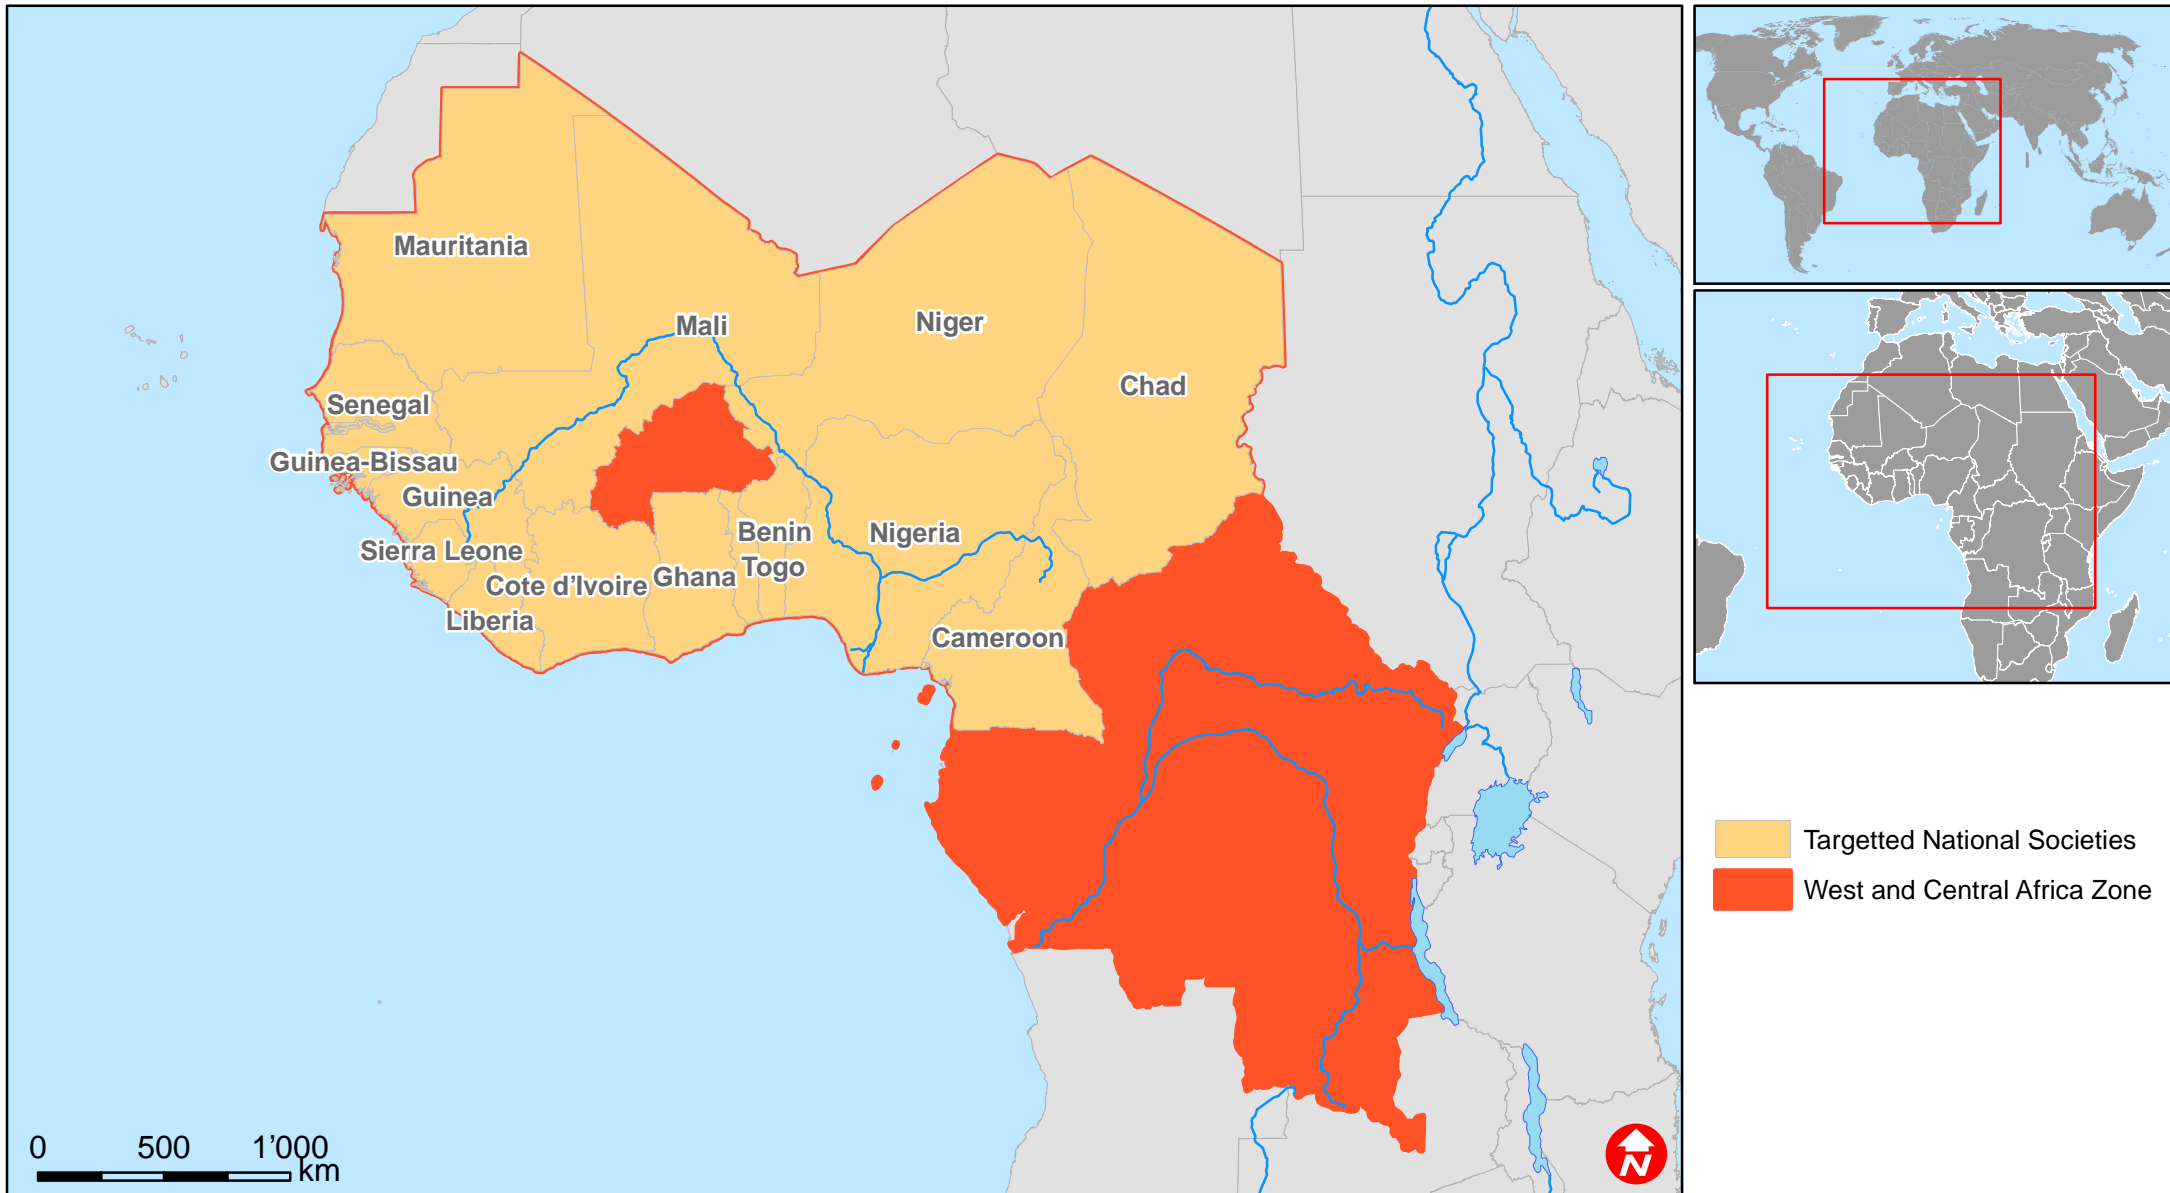 Mauritania
Mali
Niger
Chad
Senegal
Guinea-Bissau
Guinea
Sierra Leone
Liberia
Cote d’Ivoire
Ghana
Benin
Togo
Nigeria
Cameroon
0 500 1’000
km
N
Targetted National Societies
West and Central Africa Zone